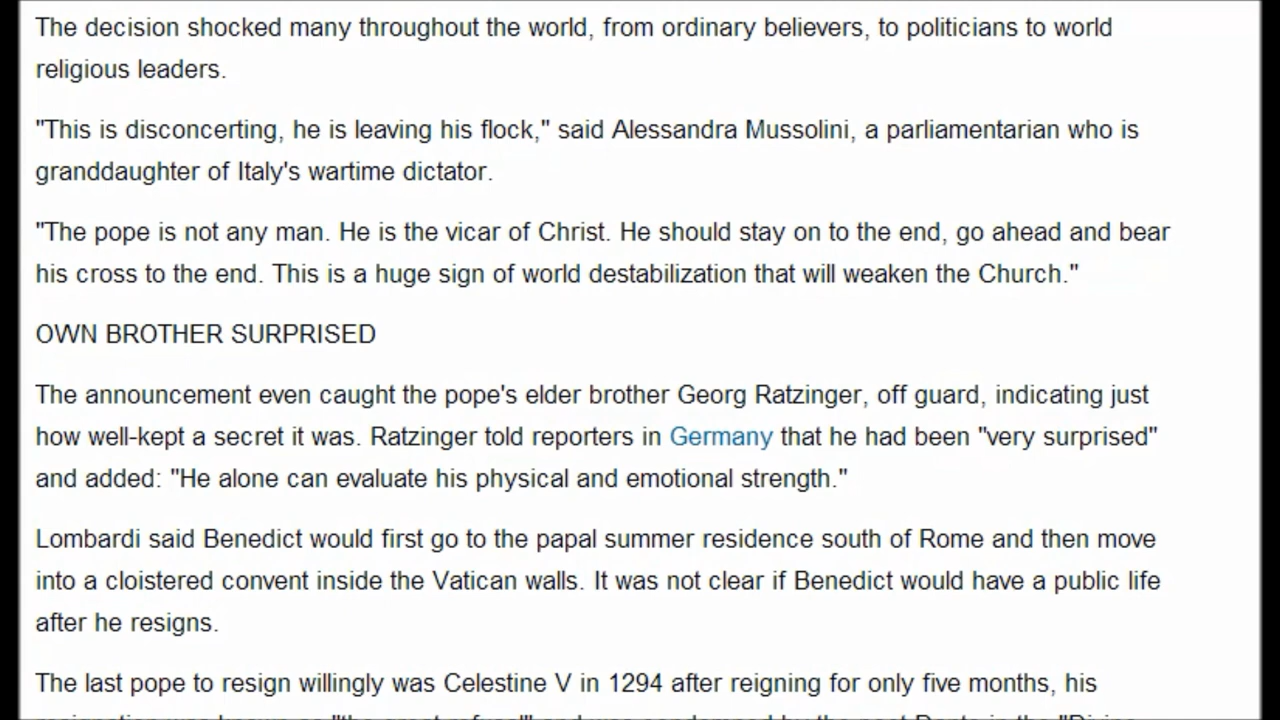 The decision shocked many throughout the world, from ordinary believers, to politicians to world
religious leaders.
"This is disconcerting, he is leaving his flock," said Alessandra Mussolini, a parliamentarian who is
granddaughter of Italy's wartime dictator.
"The pope is not any man. He is the vicar of Christ. He should stay on to the end, go ahead and bear
his cross to the end. This is a huge sign of world destabilization that will weaken the Church."
OWN BROTHER SURPRISED
The announcement even caught the pope's elder brother Georg Ratzinger, off guard, indicating just
how well-kept a secret it was. Ratzinger told reporters in Germany that he had been "very surprised"
and added: "He alone can evaluate his physical and emotional strength."
Lombardi said Benedict would first go to the papal summer residence south of Rome and then move
into a cloistered convent inside the Vatican walls. It was not clear if Benedict would have a public life
after he resigns.
The last pope to resign willingly was Celestine V in 1294 after reigning for only five months, his